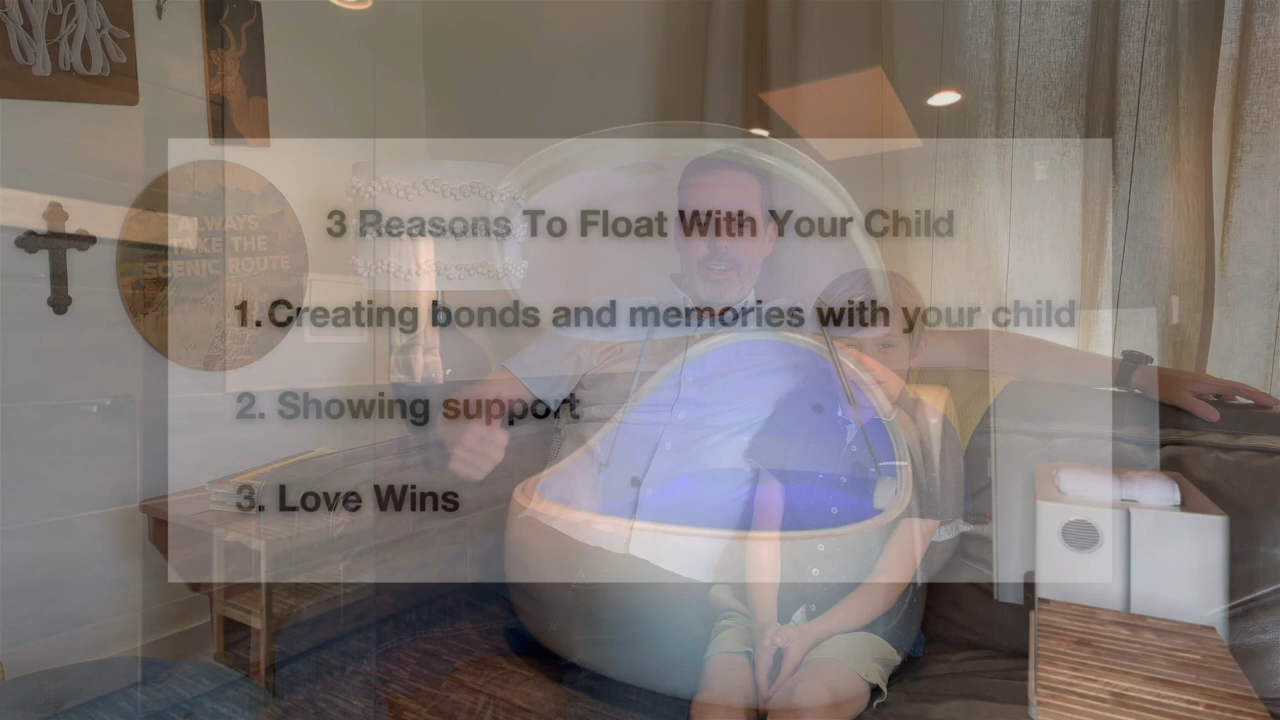 3 Reasons To Float With Your Child
1. Creating bonds and memories with your child
2. Showing support
3. Love Wins
ALWAYS
TAKE THE
SCENIC ROUTE